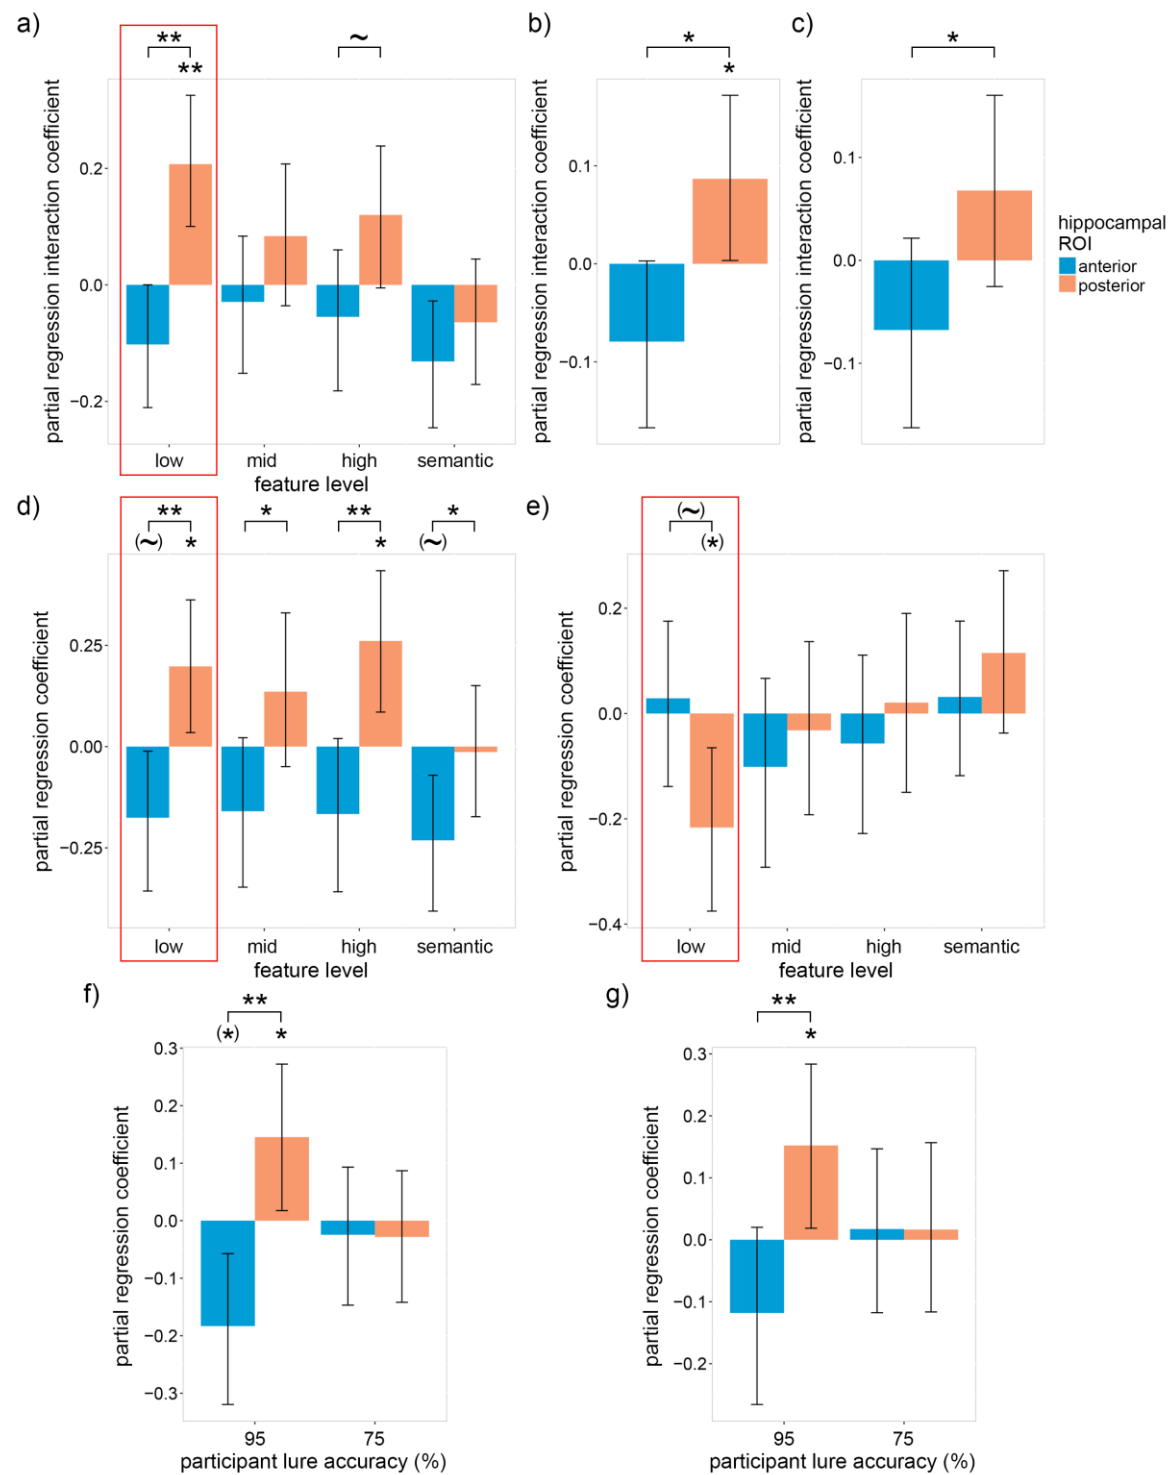 a)
**
**
~
partial regression interaction coefficient
0.2
0.0
−0.2
low
mid
high
semantic
feature level
b)
*
*
partial regression interaction coefficient
0.1
0.0
−0.1
c)
*
partial regression interaction coefficient
0.1
0.0
−0.1
hippocampal
ROI
anterior
posterior
d)
**
*
**
*
(~)
*
*
(~)
partial regression coefficient
0.25
0.00
−0.25
low
mid
high
semantic
feature level
e)
(~)
(*)
partial regression coefficient
0.2
0.0
−0.2
−0.4
low
mid
high
semantic
feature level
f)
**
(*)
*
partial regression coefficient
0.3
0.2
0.1
0.0
−0.1
−0.2
−0.3
95
75
participant lure accuracy (%)
g)
**
*
partial regression coefficient
0.3
0.2
0.1
0.0
−0.1
−0.2
95
75
participant lure accuracy (%)